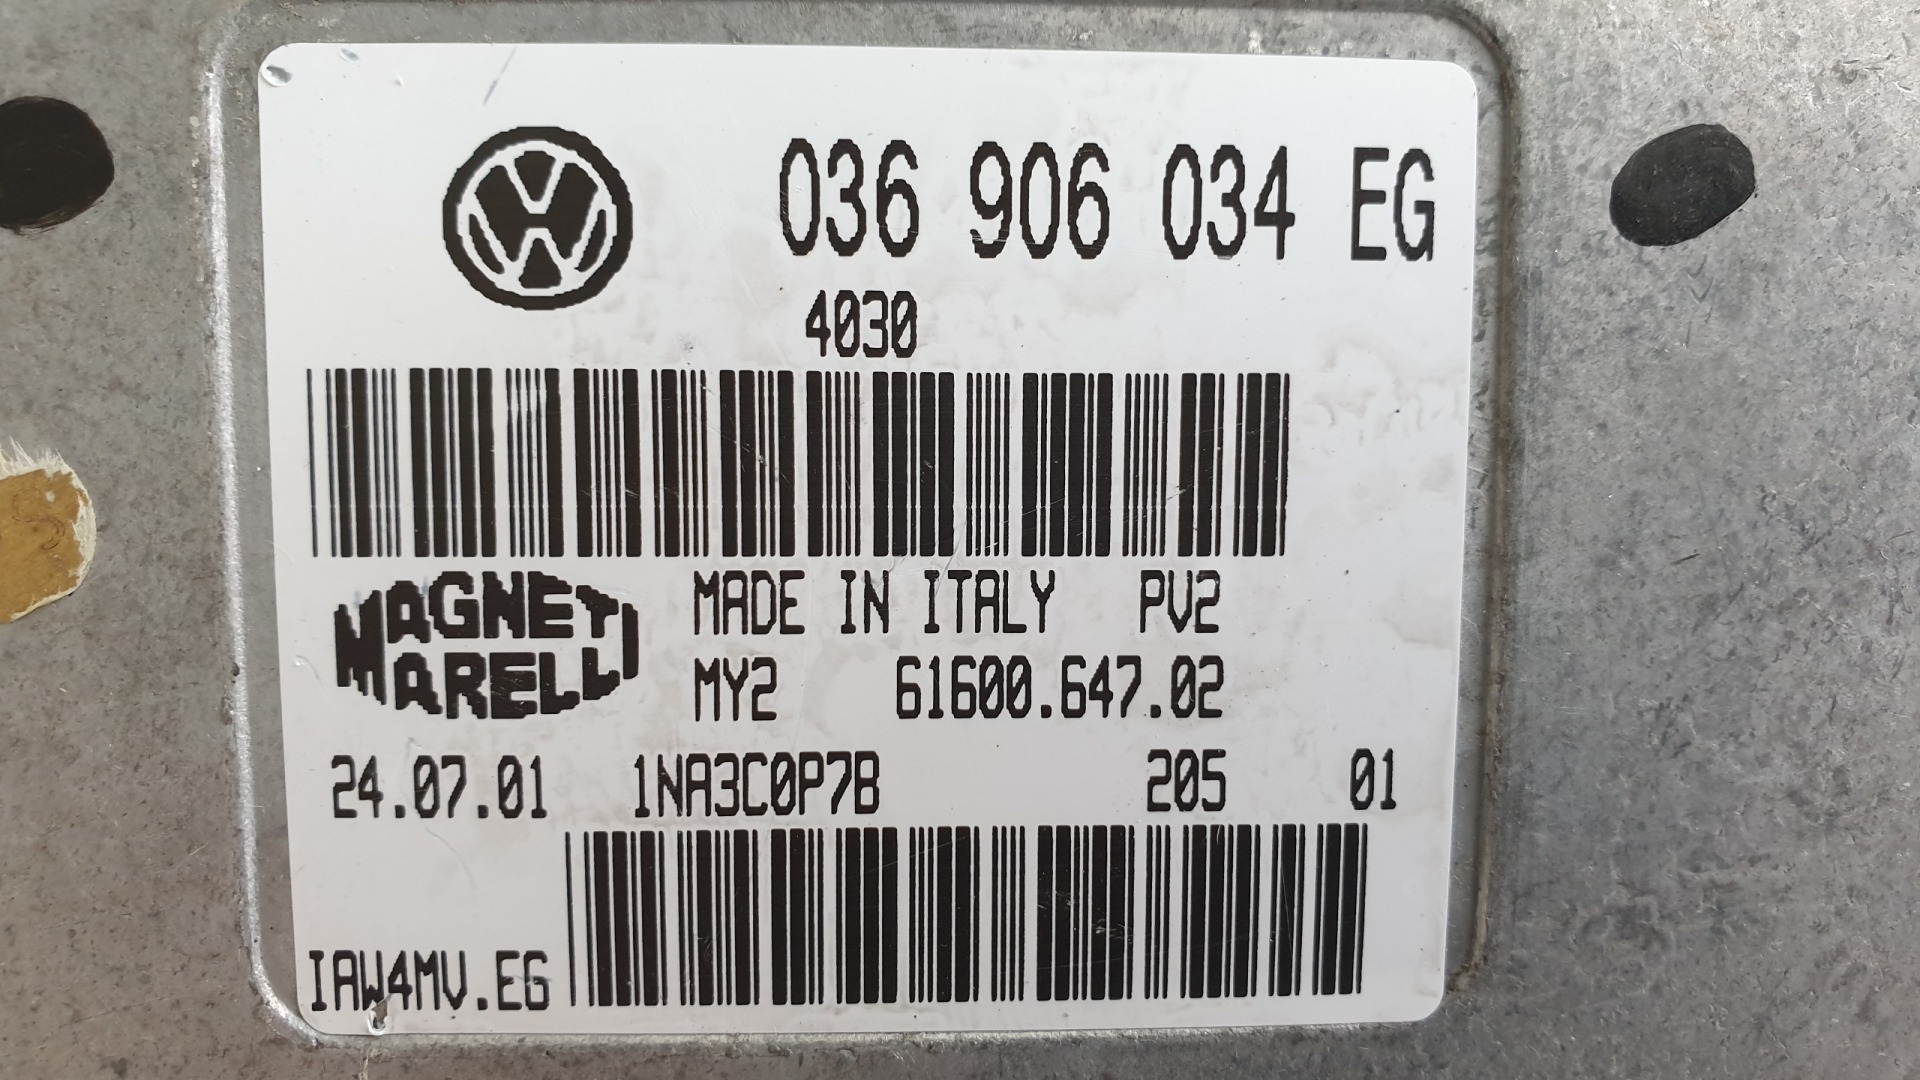 036 906 034 EG
4030
MAGNETI MARELLI
MADE IN ITALY PV2
MY2 61600.647.02
24.07.01 1NA3C0P7B 205 01
IAW4MV.EG